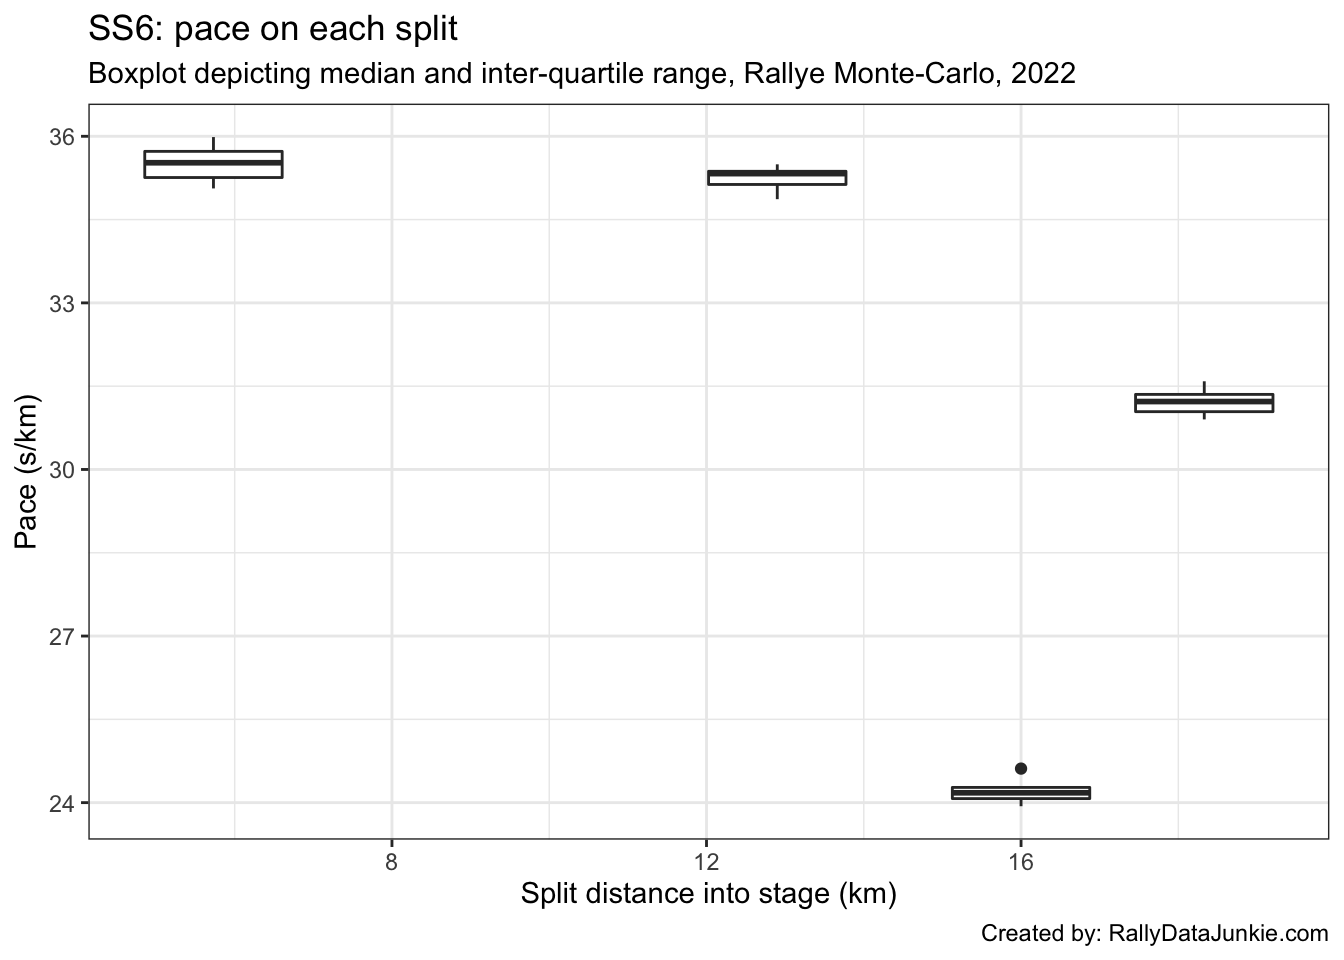 SS6: pace on each split
Boxplot depicting median and inter-quartile range, Rallye Monte-Carlo, 2022
36
33
30
27
24
Pace (s/km)
8 12 16
Split distance into stage (km)
Created by: RallyDataJunkie.com